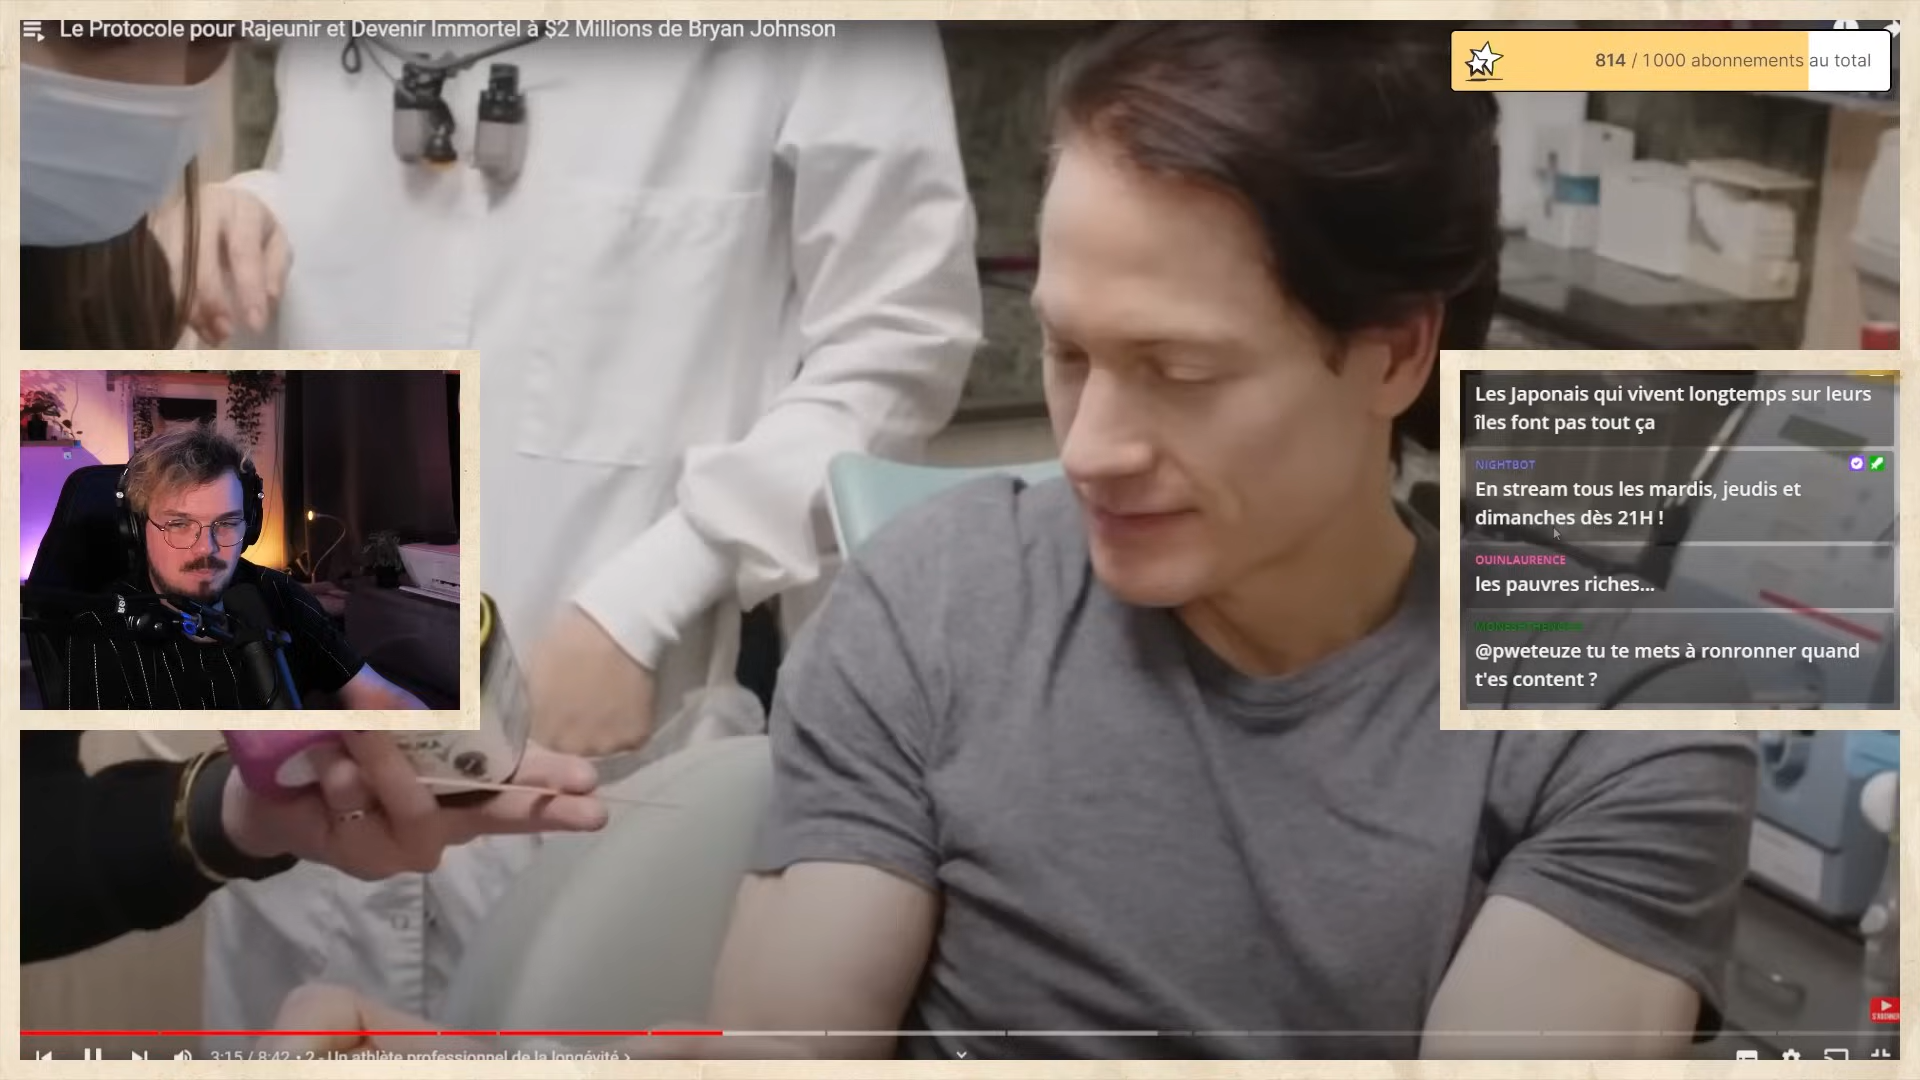 Le Protocole pour Rajeunir et Devenir Immortel à $2 Millions de Bryan Johnson
814 / 1000 abonnements au total
Les Japonais qui vivent longtemps sur leurs
îles font pas tout ça
NIGHTBOT
En stream tous les mardis, jeudis et
dimanches dès 21H !
OUINLAURENCE
les pauvres riches...
@pweteuze tu te mets à ronronner quand
t'es content ?
S'ABONNER
3:15 / 8:42 • 2 - Un athlète professionnel de la longévité >